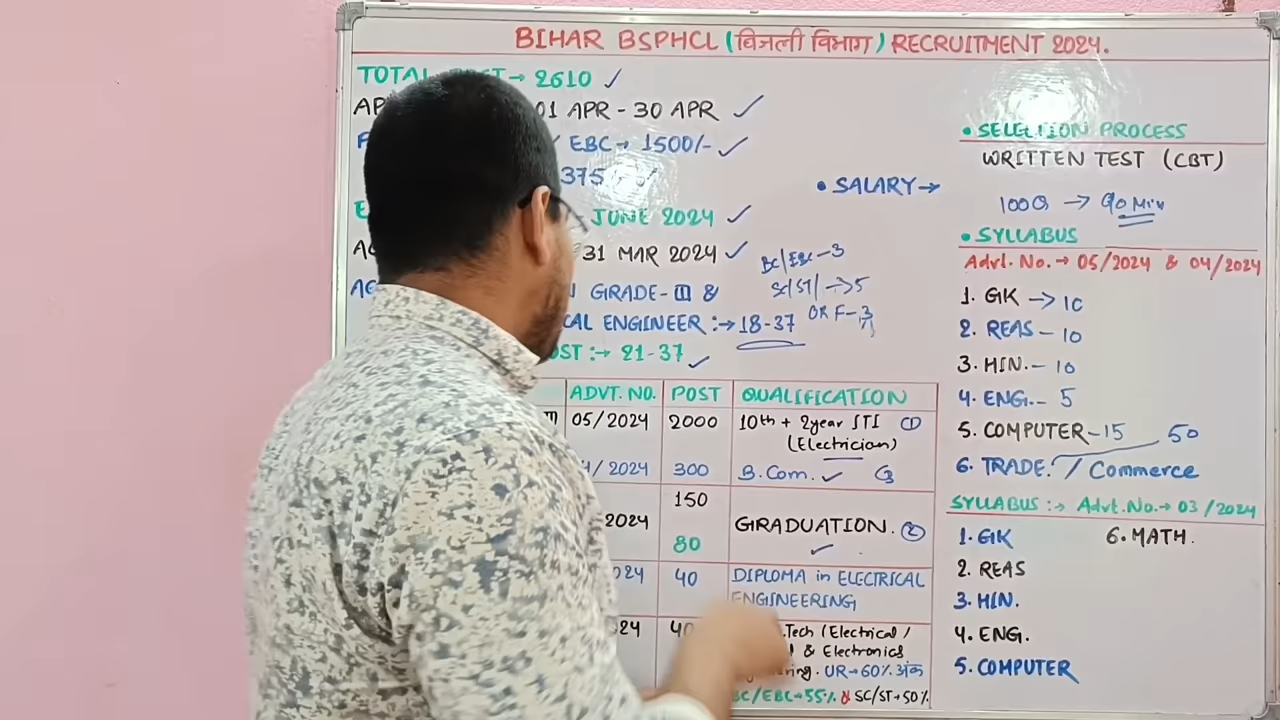 BIHAR BSPHCL (बिजली विभाग) RECRUITMENT 2024.
TOTAL → 2610 ✓
01 APR - 30 APR ✓
EBC → 1500/- ✓
375
JUNE 2024 ✓
31 MAR 2024 ✓
GRADE-III &
ENGINEER :→ 18-37
:→ 21-37 ✓
BC/EBC-3
SC/ST/→5
F-3
ADVT. NO. POST QUALIFICATION
05/2024 2000 10th + 2year ITI ①
(Electrician)
/2024 300 B.Com. ✓
150
2024 GRADUATION. ②
80 ✓
24 40 DIPLOMA in ELECTRICAL
ENGINEERING
24 Tech (Electrical /
& Electronics
UR→60% अंक
BC/EBC→55% & SC/ST→50%
• SALARY →
• SELECTION PROCESS
WRITTEN TEST (CBT)
100Q → 90 Min
• SYLLABUS
Advt. No. → 05/2024 & 04/2024
1. GK → 10
2. REAS - 10
3. HIN. - 10
4. ENG. - 5
5. COMPUTER - 15 50
6. TRADE. / Commerce
SYLLABUS :→ Advt. No.→ 03/2024
1. GK 6. MATH.
2. REAS
3. HIN.
4. ENG.
5. COMPUTER